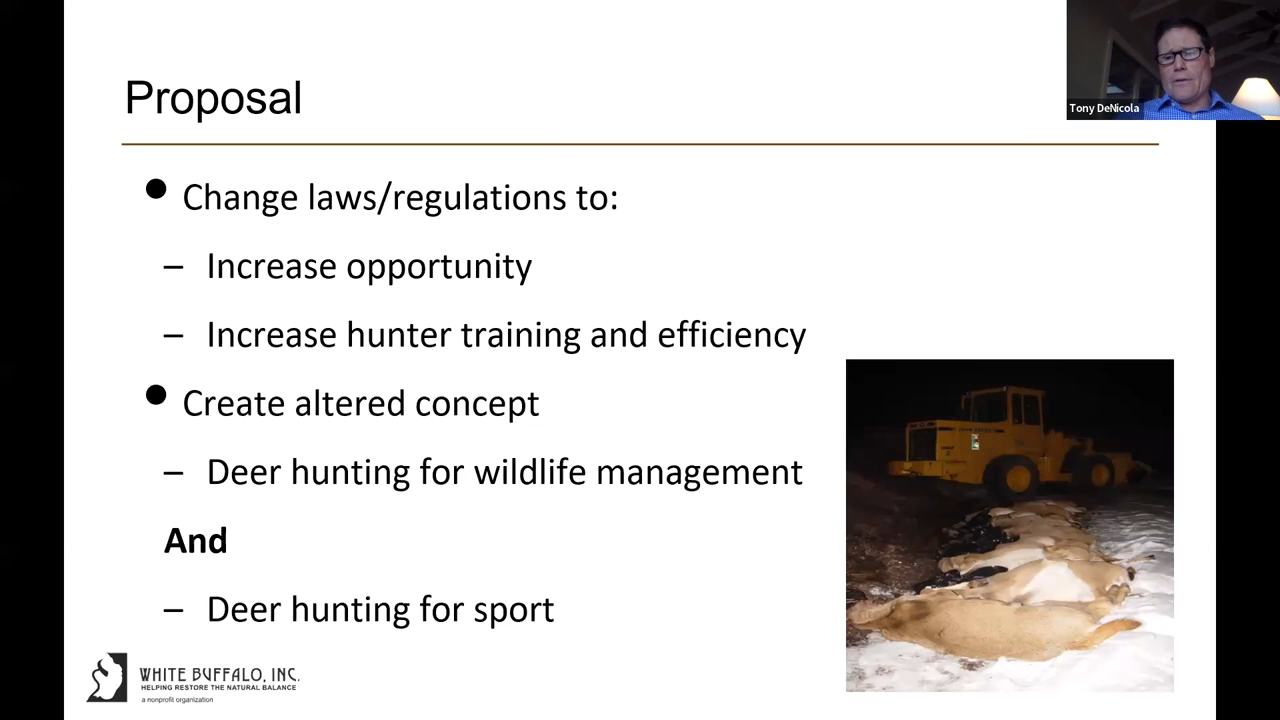 Proposal
Tony DeNicola
● Change laws/regulations to:
– Increase opportunity
– Increase hunter training and efficiency
● Create altered concept
– Deer hunting for wildlife management
And
– Deer hunting for sport
WHITE BUFFALO, INC.
HELPING RESTORE THE NATURAL BALANCE
a nonprofit organization